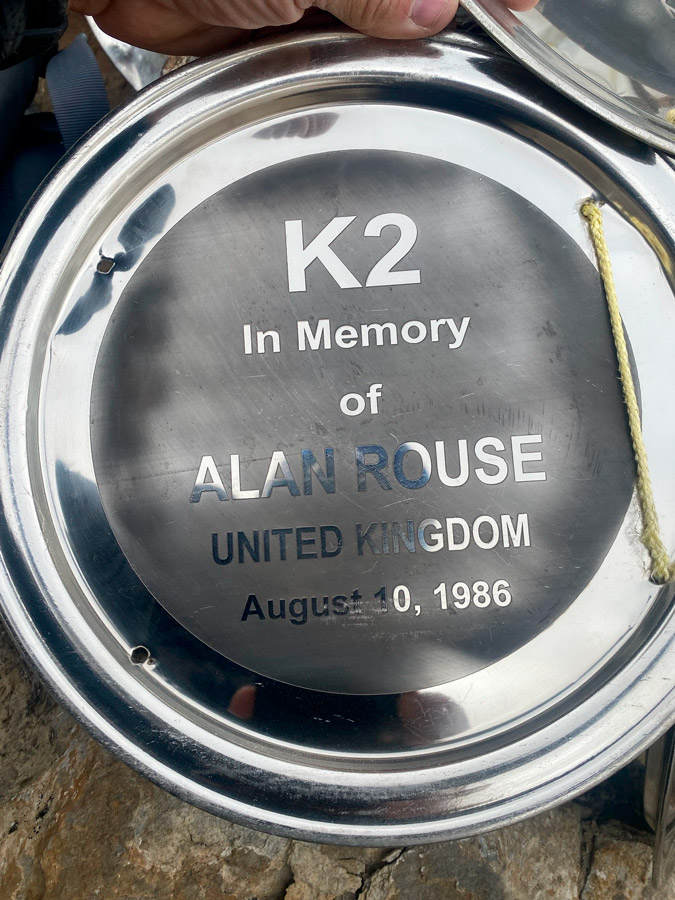 K2
In Memory
of
ALAN ROUSE
UNITED KINGDOM
August 10, 1986